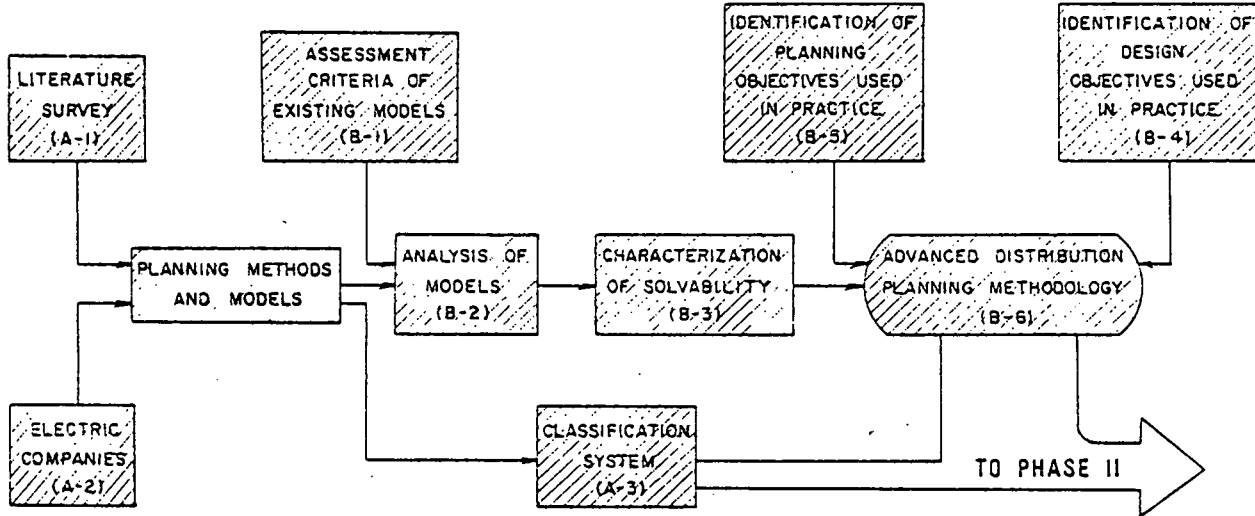 LITERATURE
SURVEY
(A-1)
ASSESSMENT
CRITERIA OF
EXISTING MODELS
(B-1)
IDENTIFICATION OF
PLANNING
OBJECTIVES USED
IN PRACTICE
(B-5)
IDENTIFICATION OF
DESIGN
OBJECTIVES USED
IN PRACTICE
(B-4)
PLANNING METHODS
AND MODELS
ANALYSIS OF
MODELS
(B-2)
CHARACTERIZATION
OF SOLVABILITY
(B-3)
ADVANCED DISTRIBUTION
PLANNING METHODOLOGY
(B-6)
ELECTRIC
COMPANIES
(A-2)
CLASSIFICATION
SYSTEM
(A-3)
TO PHASE II